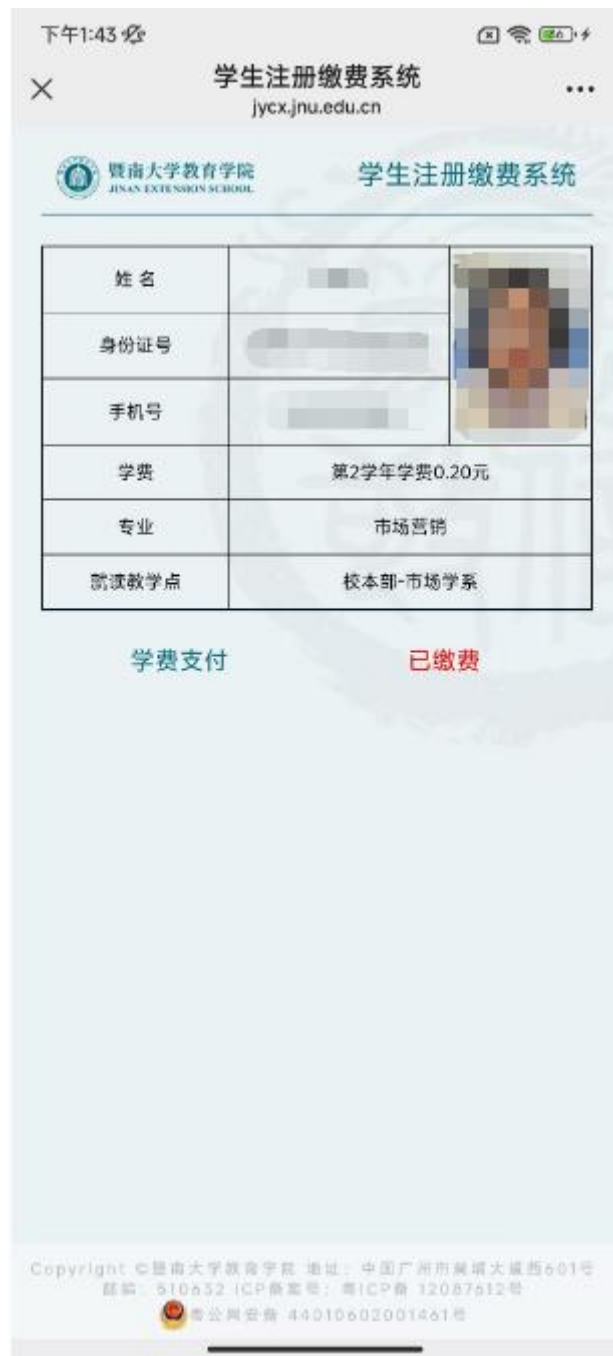 下午1:43
学生注册缴费系统
jycx.jnu.edu.cn
暨南大学教育学院
JINAN EXTENSION SCHOOL
学生注册缴费系统
姓 名
身份证号
手机号
学费 第2学年学费0.20元
专业 市场营销
就读教学点 校本部-市场学系
学费支付 已缴费
Copyright ©暨南大学教育学院 地址：中国广州市黄埔大道西601号
邮编：510632 ICP备案号：粤ICP备 12087612号
粤公网安备 44010602001461号